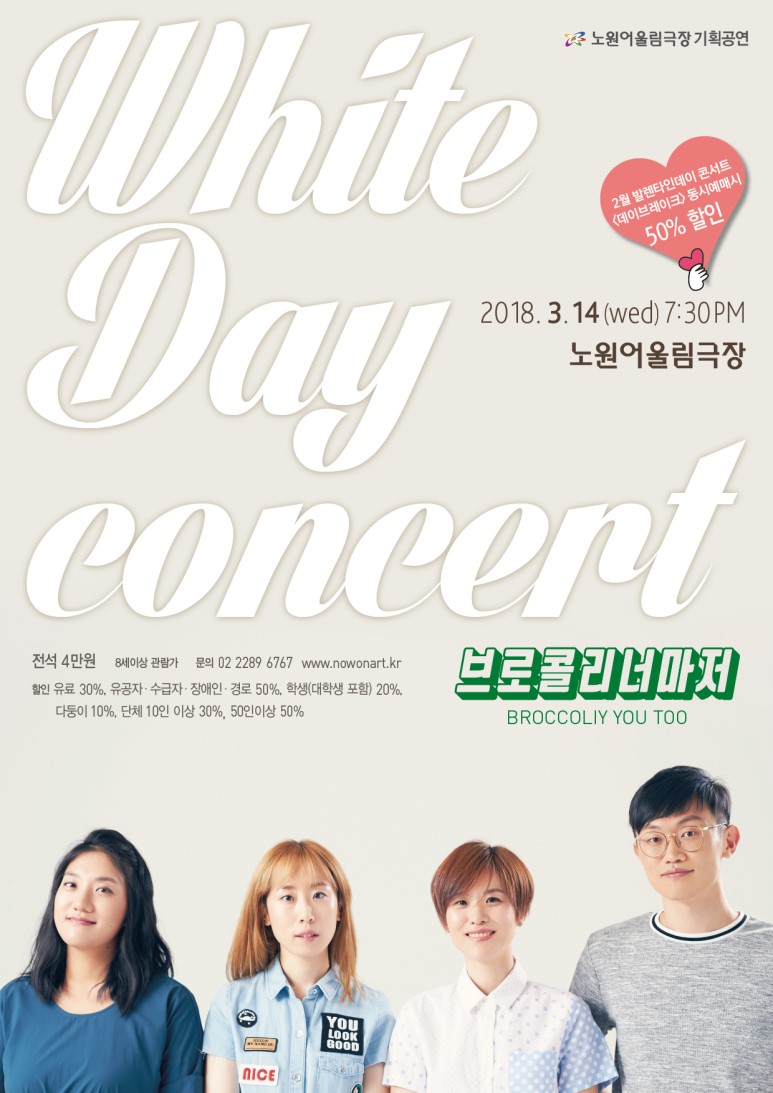 노원어울림극장 기획공연
White
Day
concert
2월 발렌타인데이 콘서트
<데이브레이크> 동시예매시
50% 할인
2018. 3. 14 (wed) 7:30 PM
노원어울림극장
전석 4만원 8세이상 관람가 문의 02 2289 6767 www.nowonart.kr
할인 유료 30%, 유공자·수급자·장애인·경로 50%, 학생(대학생 포함) 20%,
다둥이 10%, 단체 10인 이상 30%, 50인이상 50%
브로콜리너마저
BROCCOLIY YOU TOO
YOU
LOOK
GOOD
NICE